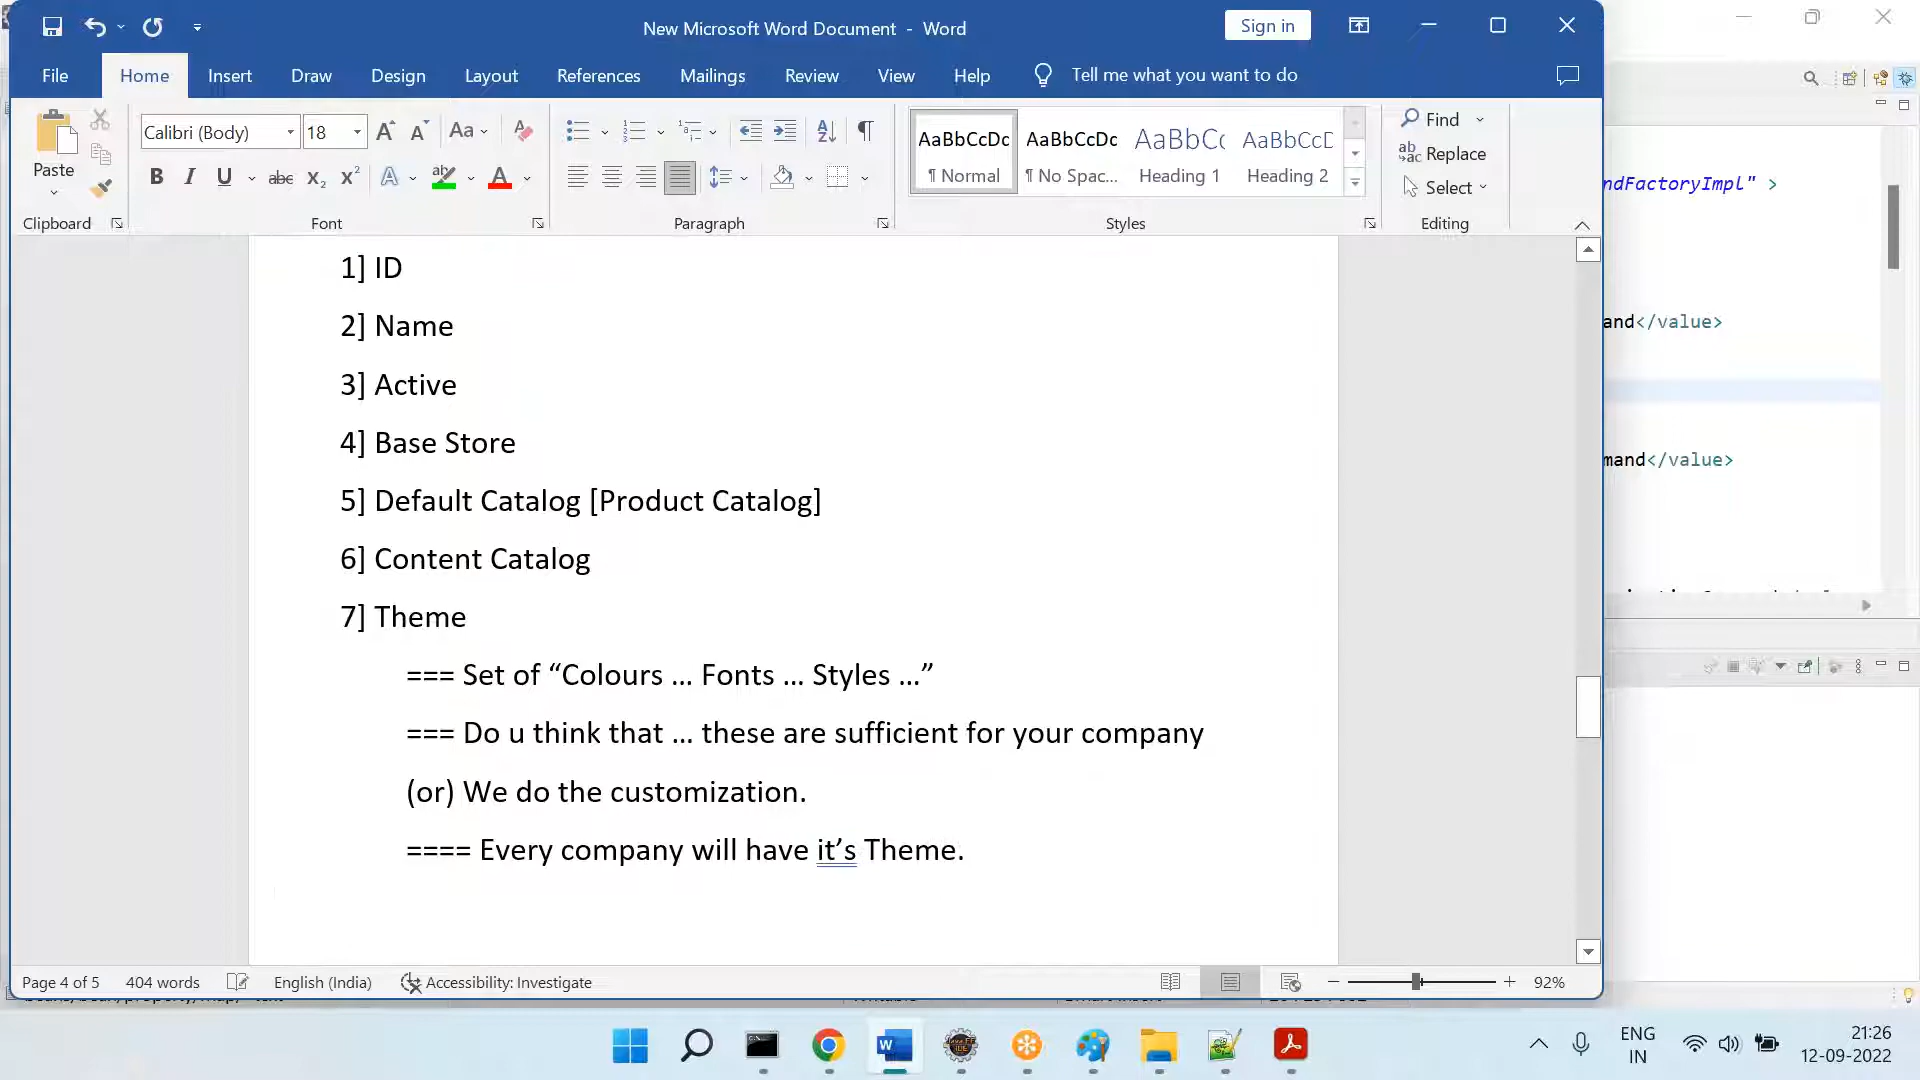 New Microsoft Word Document - Word
Sign in
File Home Insert Draw Design Layout References Mailings Review View Help Tell me what you want to do
Paste
Calibri (Body) 18
Aa
B I U abc x₂ x² A ab A
AaBbCcDc AaBbCcDc AaBbCc AaBbCcD
¶ Normal ¶ No Spac... Heading 1 Heading 2
Find
Replace
Select
Clipboard Font Paragraph Styles Editing
ndFactoryImpl" >
and</value>
mand</value>
1] ID
2] Name
3] Active
4] Base Store
5] Default Catalog [Product Catalog]
6] Content Catalog
7] Theme
=== Set of “Colours ... Fonts ... Styles ...”
=== Do u think that ... these are sufficient for your company
(or) We do the customization.
==== Every company will have it’s Theme.
Page 4 of 5 404 words English (India) Accessibility: Investigate 92%
ENG
IN
21:26
12-09-2022